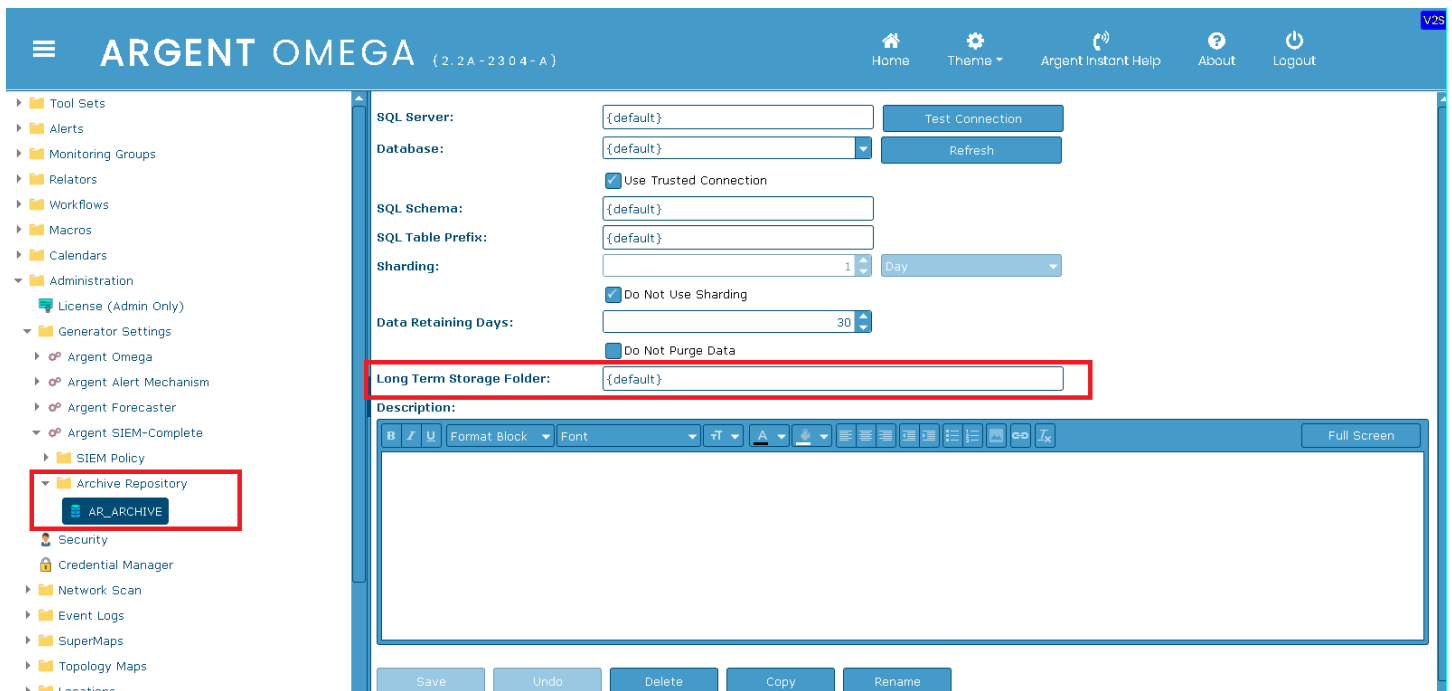 V2S
ARGENT OMEGA (2.2A-2304-A)
Home
Theme
Argent Instant Help
About
Logout
Tool Sets
Alerts
Monitoring Groups
Relators
Workflows
Macros
Calendars
Administration
License (Admin Only)
Generator Settings
Argent Omega
Argent Alert Mechanism
Argent Forecaster
Argent SIEM-Complete
SIEM Policy
Archive Repository
AR_ARCHIVE
Security
Credential Manager
Network Scan
Event Logs
SuperMaps
Topology Maps
Locations
SQL Server: {default} Test Connection
Database: {default} Refresh
Use Trusted Connection
SQL Schema: {default}
SQL Table Prefix: {default}
Sharding: 1 Day
Do Not Use Sharding
Data Retaining Days: 30
Do Not Purge Data
Long Term Storage Folder: {default}
Description:
B I U Format Block Font A Full Screen
Save Undo Delete Copy Rename